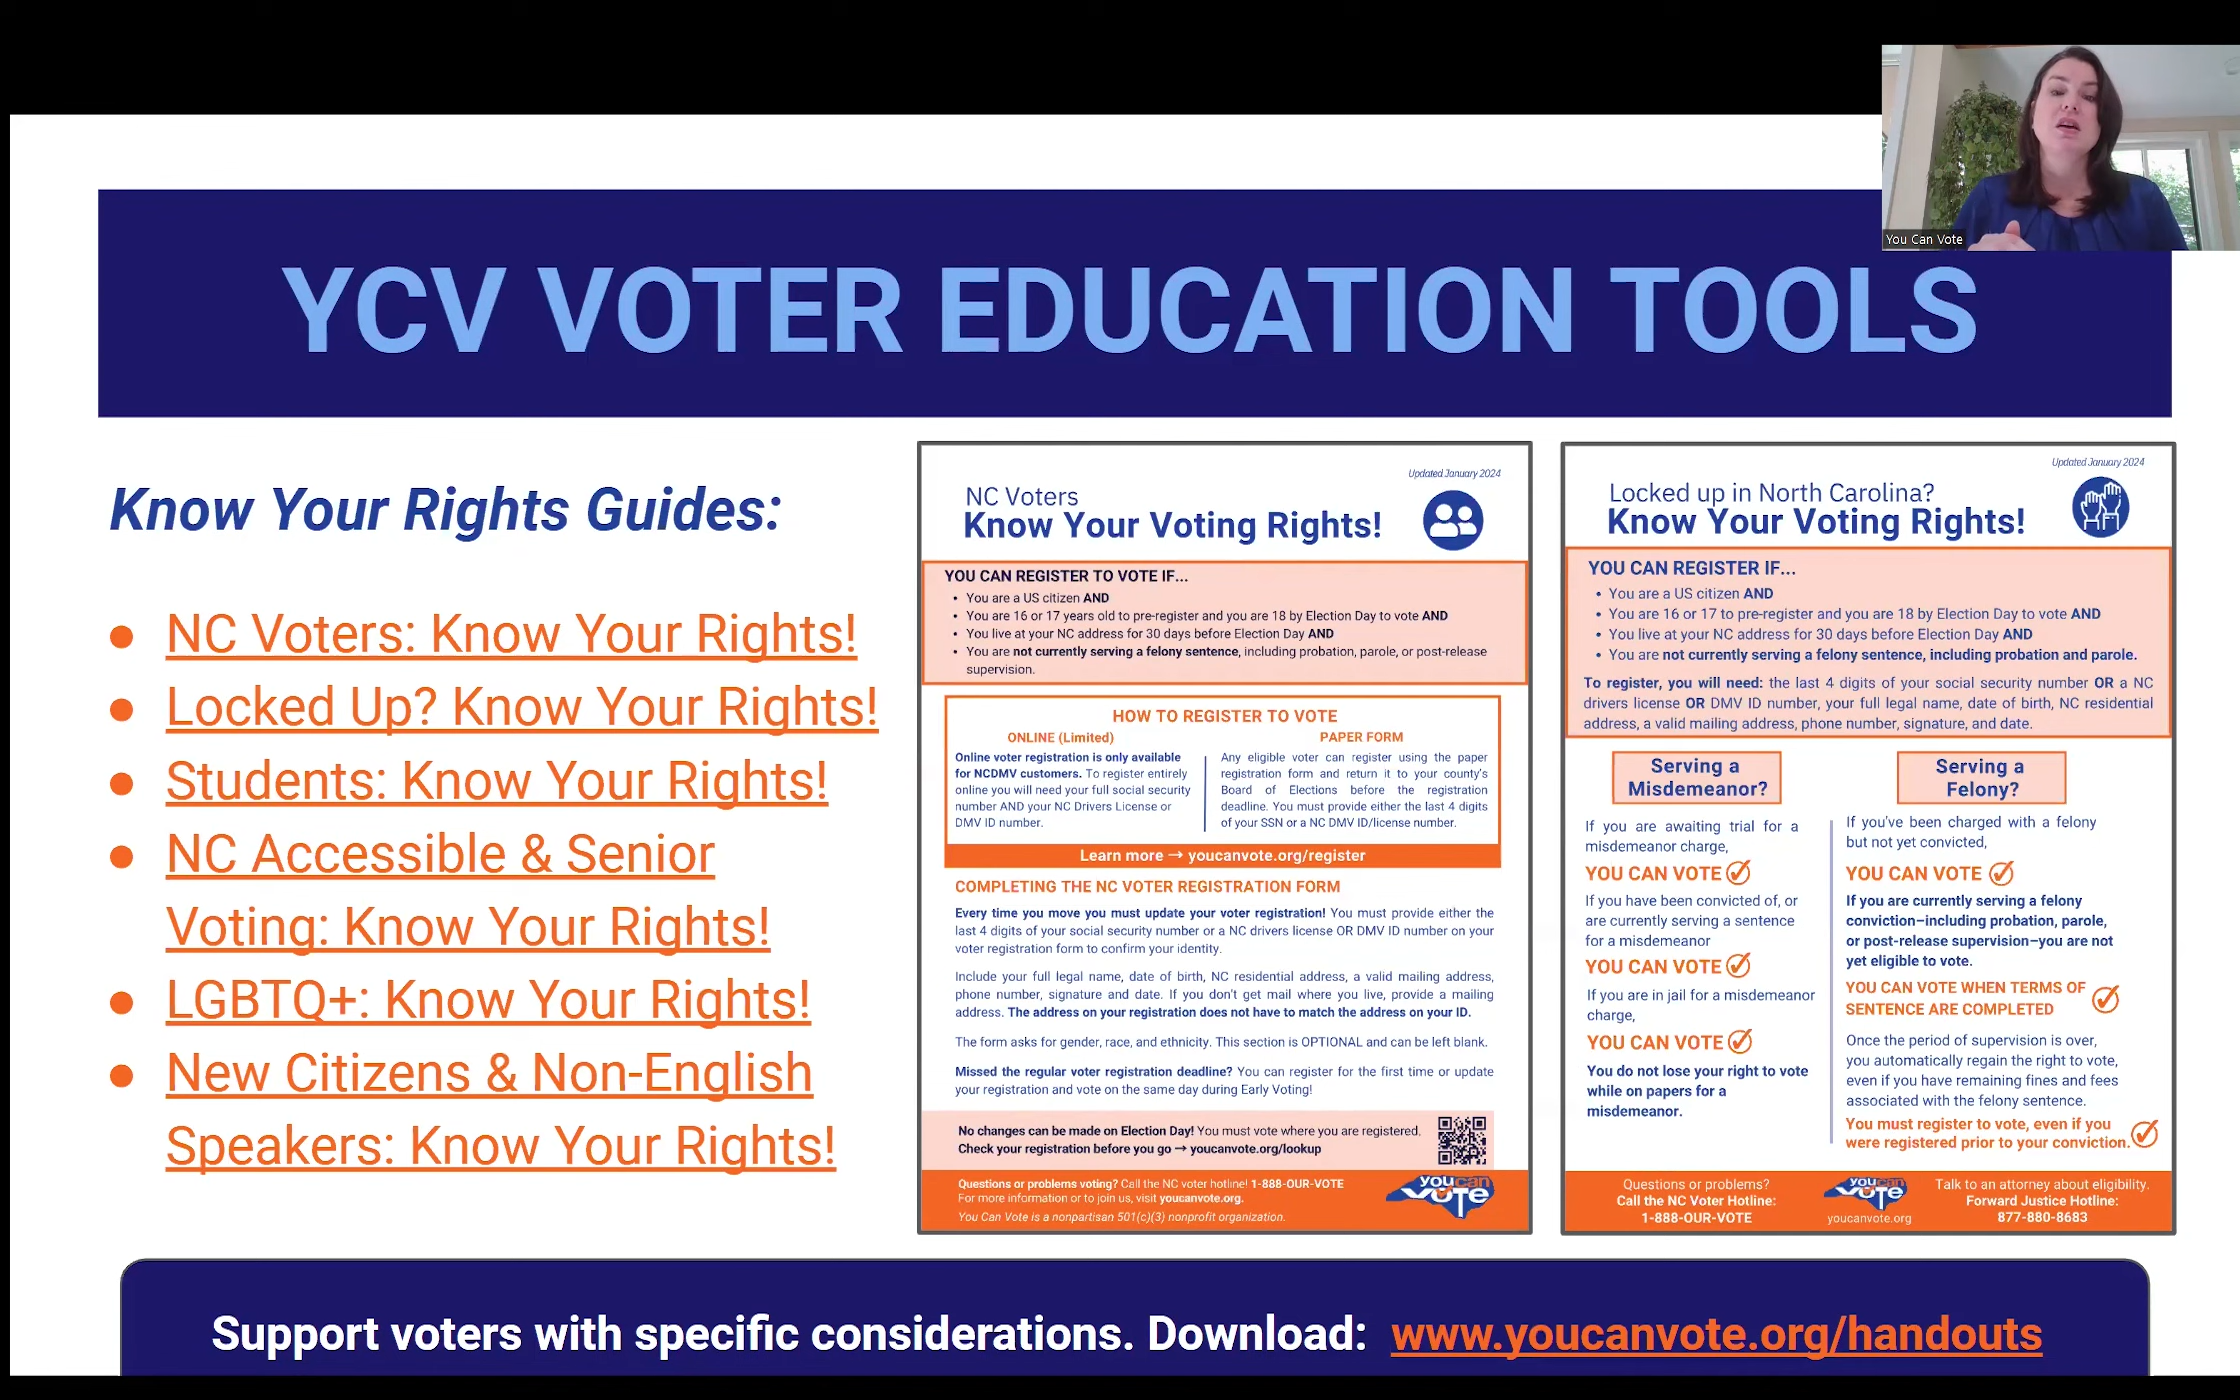 You Can Vote
YCV VOTER EDUCATION TOOLS
Know Your Rights Guides:
● NC Voters: Know Your Rights!
● Locked Up? Know Your Rights!
● Students: Know Your Rights!
● NC Accessible & Senior
Voting: Know Your Rights!
● LGBTQ+: Know Your Rights!
● New Citizens & Non-English
Speakers: Know Your Rights!
Updated January 2024
NC Voters
Know Your Voting Rights!
YOU CAN REGISTER TO VOTE IF...
• You are a US citizen AND
• You are 16 or 17 years old to pre-register and you are 18 by Election Day to vote AND
• You live at your NC address for 30 days before Election Day AND
• You are not currently serving a felony sentence, including probation, parole, or post-release
supervision.
HOW TO REGISTER TO VOTE
ONLINE (Limited)
Online voter registration is only available
for NCDMV customers. To register entirely
online you will need your full social security
number AND your NC Drivers License or
DMV ID number.
PAPER FORM
Any eligible voter can register using the paper
registration form and return it to your county's
Board of Elections before the registration
deadline. You must provide either the last 4 digits
of your SSN or a NC DMV ID/license number.
Learn more → youcanvote.org/register
COMPLETING THE NC VOTER REGISTRATION FORM
Every time you move you must update your voter registration! You must provide either the
last 4 digits of your social security number or a NC drivers license OR DMV ID number on your
voter registration form to confirm your identity.
Include your full legal name, date of birth, NC residential address, a valid mailing address,
phone number, signature and date. If you don't get mail where you live, provide a mailing
address. The address on your registration does not have to match the address on your ID.
The form asks for gender, race, and ethnicity. This section is OPTIONAL and can be left blank.
Missed the regular voter registration deadline? You can register for the first time or update
your registration and vote on the same day during Early Voting!
No changes can be made on Election Day! You must vote where you are registered.
Check your registration before you go → youcanvote.org/lookup
Questions or problems voting? Call the NC voter hotline! 1-888-OUR-VOTE
For more information or to join us, visit youcanvote.org.
You Can Vote is a nonpartisan 501(c)(3) nonprofit organization.
you can
VOTE
Updated January 2024
Locked up in North Carolina?
Know Your Voting Rights!
YOU CAN REGISTER IF...
• You are a US citizen AND
• You are 16 or 17 to pre-register and you are 18 by Election Day to vote AND
• You live at your NC address for 30 days before Election Day AND
• You are not currently serving a felony sentence, including probation and parole.
To register, you will need: the last 4 digits of your social security number OR a NC
drivers license OR DMV ID number, your full legal name, date of birth, NC residential
address, a valid mailing address, phone number, signature, and date.
Serving a
Misdemeanor?
If you are awaiting trial for a
misdemeanor charge,
YOU CAN VOTE
If you have been convicted of, or
are currently serving a sentence
for a misdemeanor
YOU CAN VOTE
If you are in jail for a misdemeanor
charge,
YOU CAN VOTE
You do not lose your right to vote
while on papers for a
misdemeanor.
Serving a
Felony?
If you've been charged with a felony
but not yet convicted,
YOU CAN VOTE
If you are currently serving a felony
conviction–including probation, parole,
or post-release supervision–you are not
yet eligible to vote.
YOU CAN VOTE WHEN TERMS OF
SENTENCE ARE COMPLETED
Once the period of supervision is over,
you automatically regain the right to vote,
even if you have remaining fines and fees
associated with the felony sentence.
You must register to vote, even if you
were registered prior to your conviction.
Questions or problems?
Call the NC Voter Hotline:
1-888-OUR-VOTE
you can
VOTE
youcanvote.org
Talk to an attorney about eligibility.
Forward Justice Hotline:
877-880-8683
Support voters with specific considerations. Download: www.youcanvote.org/handouts